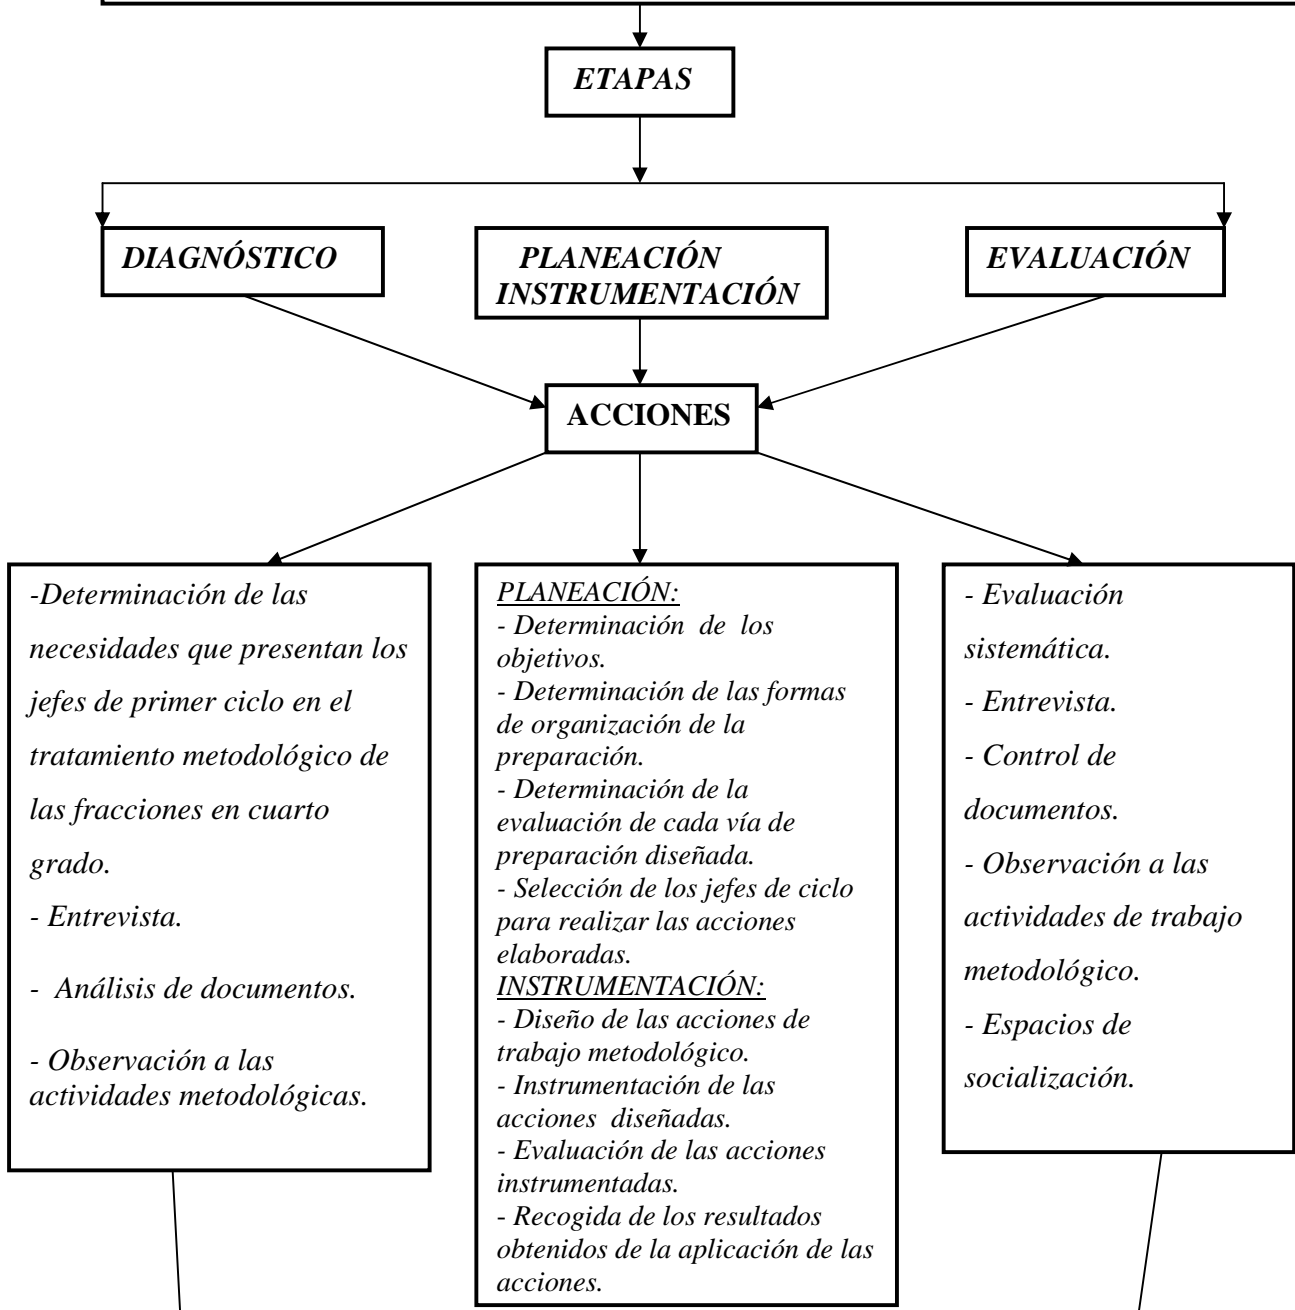 ETAPAS
DIAGNÓSTICO
PLANEACIÓN
INSTRUMENTACIÓN
EVALUACIÓN
ACCIONES
-Determinación de las
necesidades que presentan los
jefes de primer ciclo en el
tratamiento metodológico de
las fracciones en cuarto
grado.
- Entrevista.
- Análisis de documentos.
- Observación a las
actividades metodológicas.
PLANEACIÓN:
- Determinación de los
objetivos.
- Determinación de las formas
de organización de la
preparación.
- Determinación de la
evaluación de cada vía de
preparación diseñada.
- Selección de los jefes de ciclo
para realizar las acciones
elaboradas.
INSTRUMENTACIÓN:
- Diseño de las acciones de
trabajo metodológico.
- Instrumentación de las
acciones diseñadas.
- Evaluación de las acciones
instrumentadas.
- Recogida de los resultados
obtenidos de la aplicación de las
acciones.
- Evaluación
sistemática.
- Entrevista.
- Control de
documentos.
- Observación a las
actividades de trabajo
metodológico.
- Espacios de
socialización.